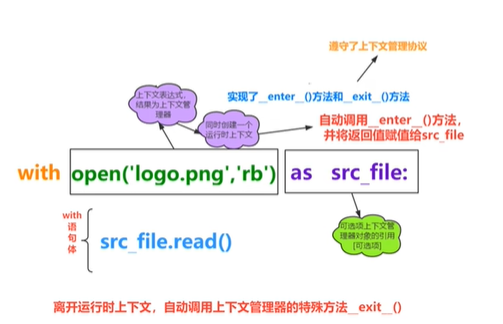 遵守了上下文管理协议
上下文表达式，
结果为上下文管
理器
实现了__enter__()方法和__exit__()方法
同时创建一个
运行时上下文
自动调用__enter__()方法，
并将返回值赋值给src_file
with open('logo.png','rb') as src_file:
with
语
句
体
src_file.read()
可选项上下文管
理器对象的引用
[可选项]
离开运行时上下文，自动调用上下文管理器的特殊方法__exit__()